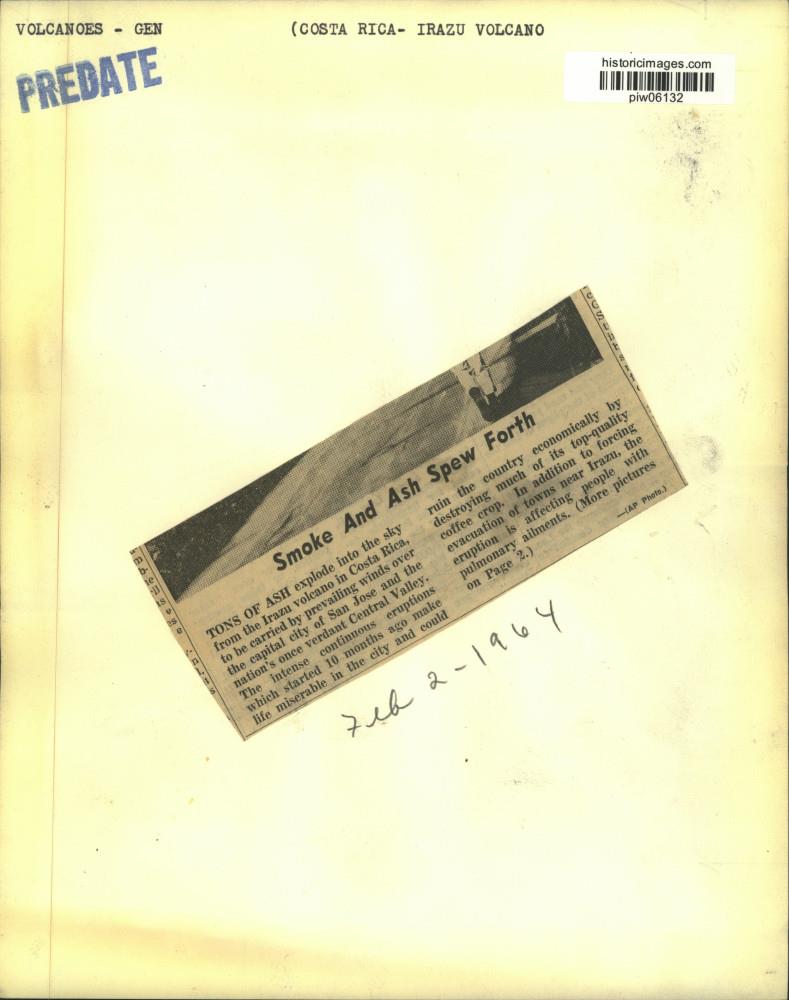 VOLCANOES - GEN (COSTA RICA- IRAZU VOLCANO
PREDATE
historicimages.com
piw06132
Smoke And Ash Spew Forth
TONS OF ASH explode into the sky
from the Irazu volcano in Costa Rica,
to be carried by prevailing winds over
the capital city of San Jose and the
nation's once verdant Central Valley.
The intense continuous eruptions
which started 10 months ago make
life miserable in the city and could
ruin the country economically by
destroying much of its top-quality
coffee crop. In addition to forcing
evacuation of towns near Irazu, the
eruption is affecting people with
pulmonary ailments. (More pictures
on Page 2.)
—(AP Photo.)
Feb 2-1964